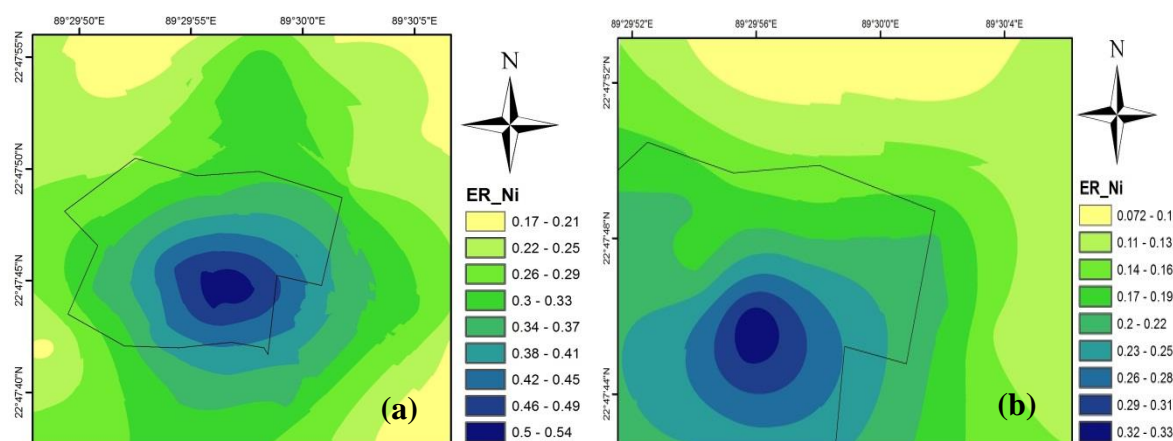 89°29'50"E 89°29'55"E 89°30'0"E 89°30'5"E
22°47'55"N
22°47'50"N
22°47'45"N
22°47'40"N
(a)
N
ER_Ni
0.17 - 0.21
0.22 - 0.25
0.26 - 0.29
0.3 - 0.33
0.34 - 0.37
0.38 - 0.41
0.42 - 0.45
0.46 - 0.49
0.5 - 0.54
89°29'52"E 89°29'56"E 89°30'0"E 89°30'4"E
22°47'52"N
22°47'48"N
22°47'44"N
(b)
N
ER_Ni
0.072 - 0.1
0.11 - 0.13
0.14 - 0.16
0.17 - 0.19
0.2 - 0.22
0.23 - 0.25
0.26 - 0.28
0.29 - 0.31
0.32 - 0.33